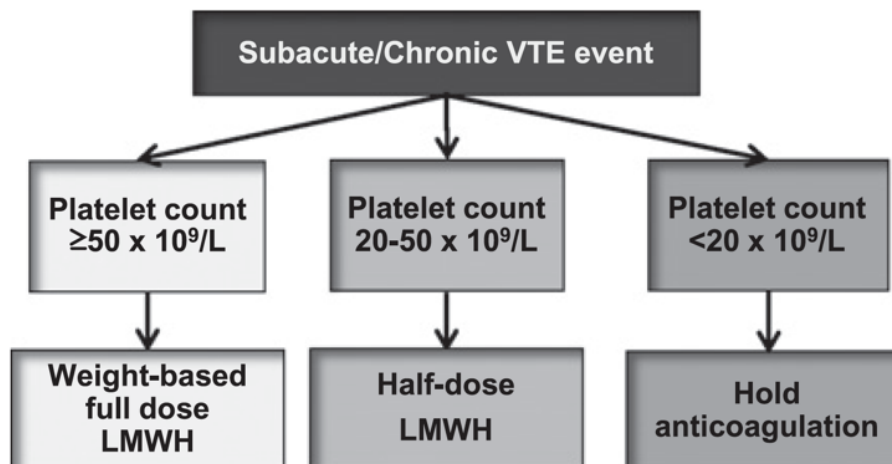 Subacute/Chronic VTE event
Platelet count
≥50 x 10⁹/L
Platelet count
20-50 x 10⁹/L
Platelet count
<20 x 10⁹/L
Weight-based
full dose
LMWH
Half-dose
LMWH
Hold
anticoagulation